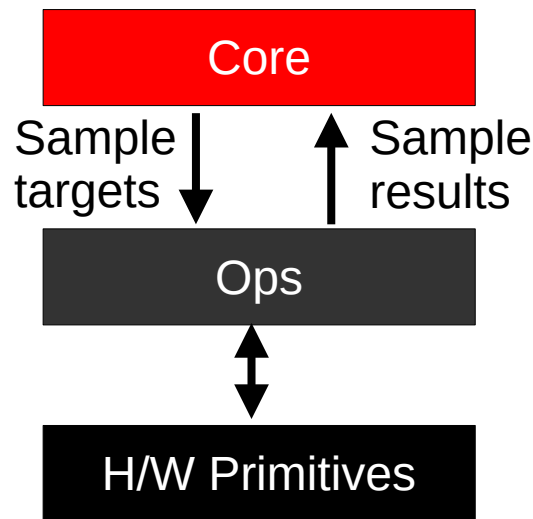 Core
Sample
targets
Sample
results
Ops
H/W Primitives